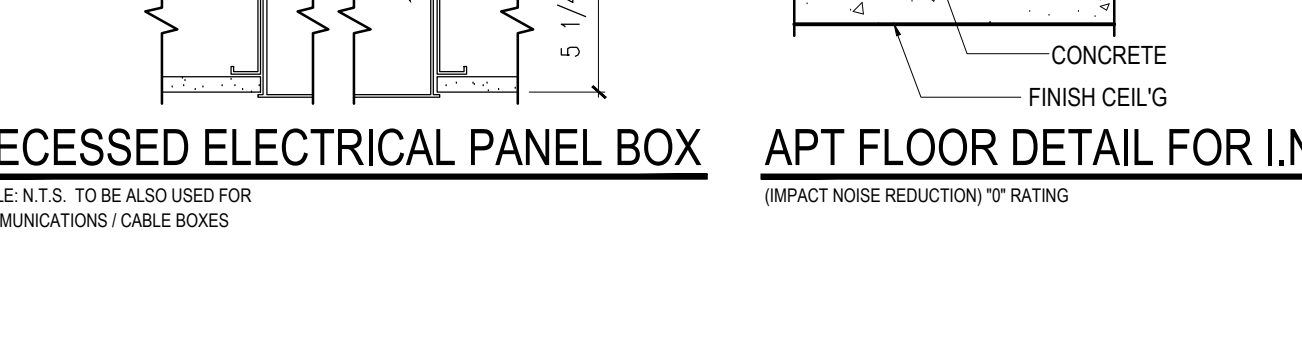 5 1/4
CONCRETE
FINISH CEIL'G
ECESSED ELECTRICAL PANEL BOX
LE: N.T.S. TO BE ALSO USED FOR
MUNICATIONS / CABLE BOXES
APT FLOOR DETAIL FOR I.N
(IMPACT NOISE REDUCTION) "0" RATING